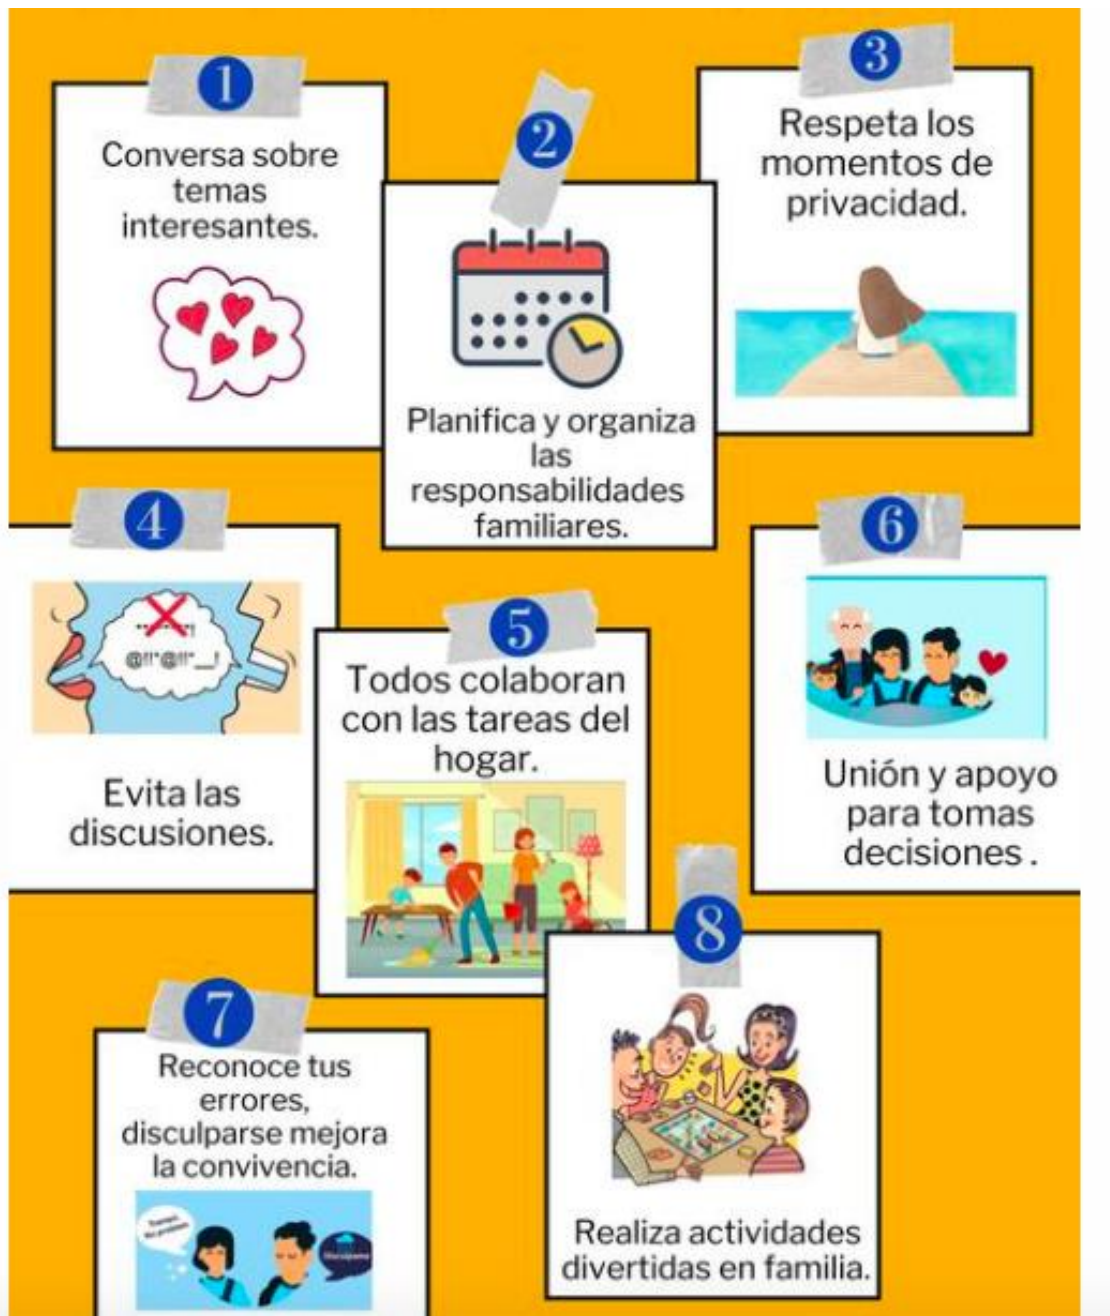 1
Conversa sobre
temas
interesantes.
2
Planifica y organiza
las
responsabilidades
familiares.
3
Respeta los
momentos de
privacidad.
4
@!!*@!!*__!
Evita las
discusiones.
5
Todos colaboran
con las tareas del
hogar.
6
Unión y apoyo
para tomas
decisiones .
7
Reconoce tus
errores,
disculparse mejora
la convivencia.
8
Realiza actividades
divertidas en familia.